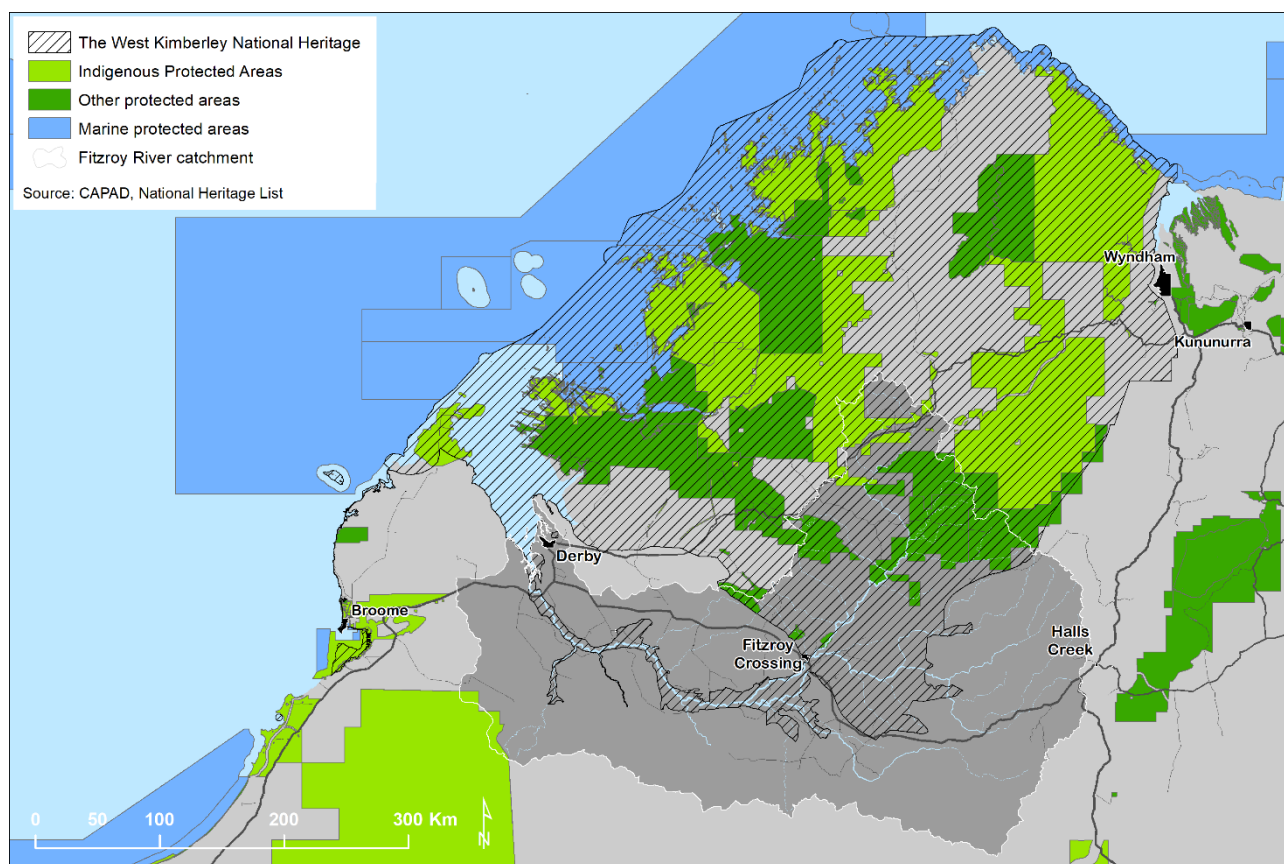 The West Kimberley National Heritage
Indigenous Protected Areas
Other protected areas
Marine protected areas
Fitzroy River catchment
Source: CAPAD, National Heritage List
Wyndham
Kununurra
Derby
Broome
Fitzroy
Crossing
Halls
Creek
0 50 100 200 300 Km
N